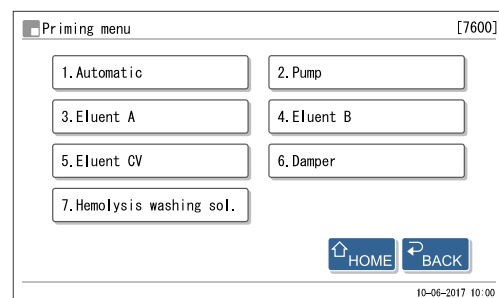 Priming menu [7600]
1.Automatic 2.Pump
3.Eluent A 4.Eluent B
5.Eluent CV 6.Damper
7.Hemolysis washing sol.
HOME BACK
10-06-2017 10:00